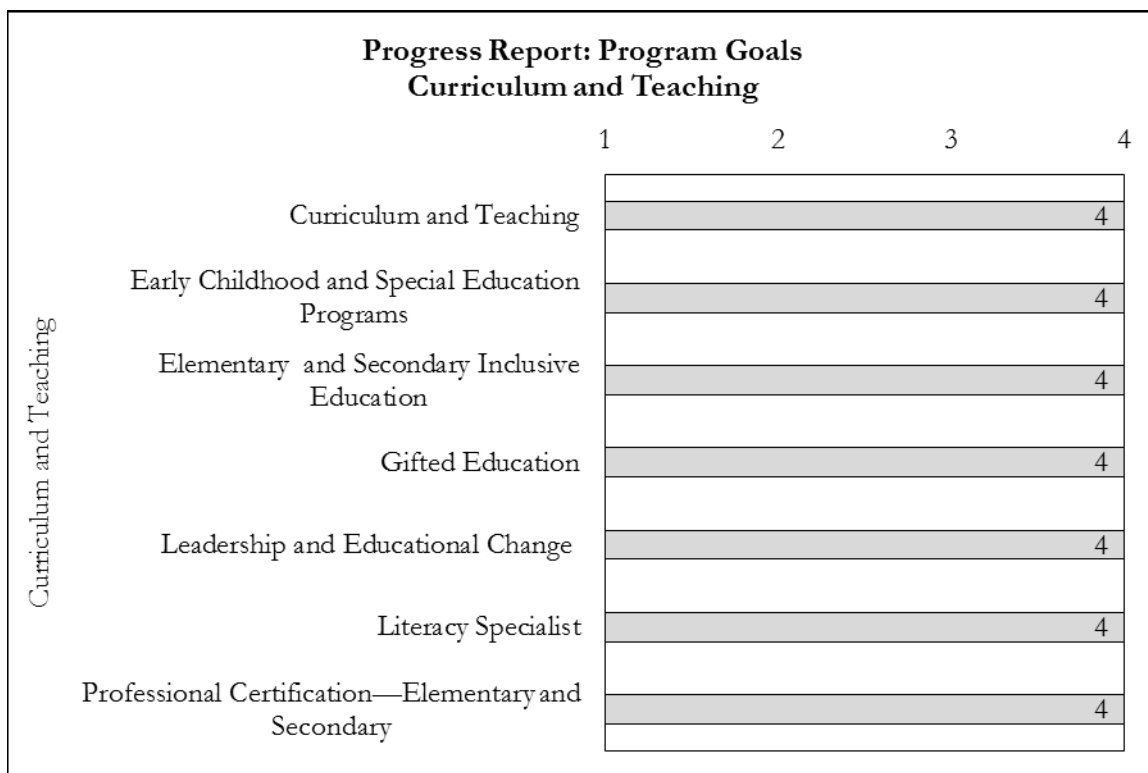 Progress Report: Program Goals
Curriculum and Teaching
1 2 3 4
Curriculum and Teaching
Curriculum and Teaching 4
Early Childhood and Special Education
Programs 4
Elementary and Secondary Inclusive
Education 4
Gifted Education 4
Leadership and Educational Change 4
Literacy Specialist 4
Professional Certification—Elementary and
Secondary 4